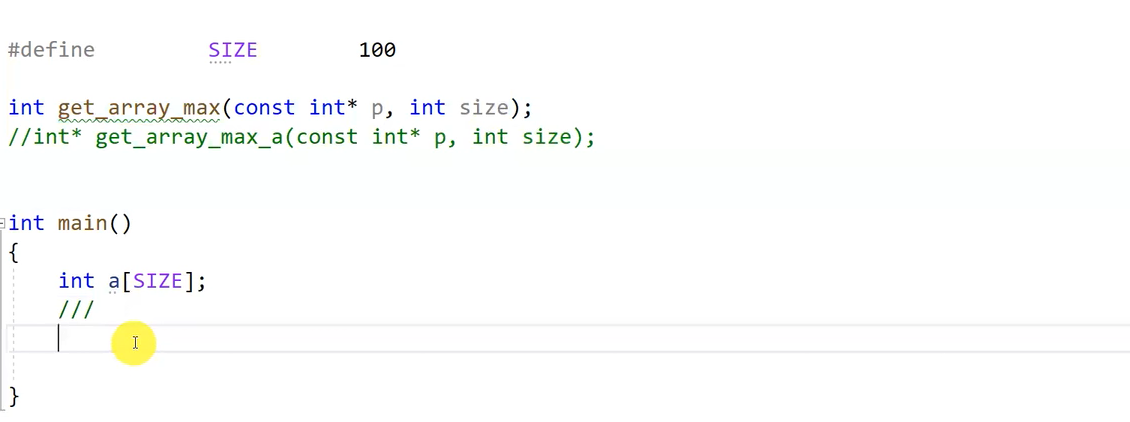 #define SIZE 100
int get_array_max(const int* p, int size);
//int* get_array_max_a(const int* p, int size);
int main()
{
int a[SIZE];
///
}